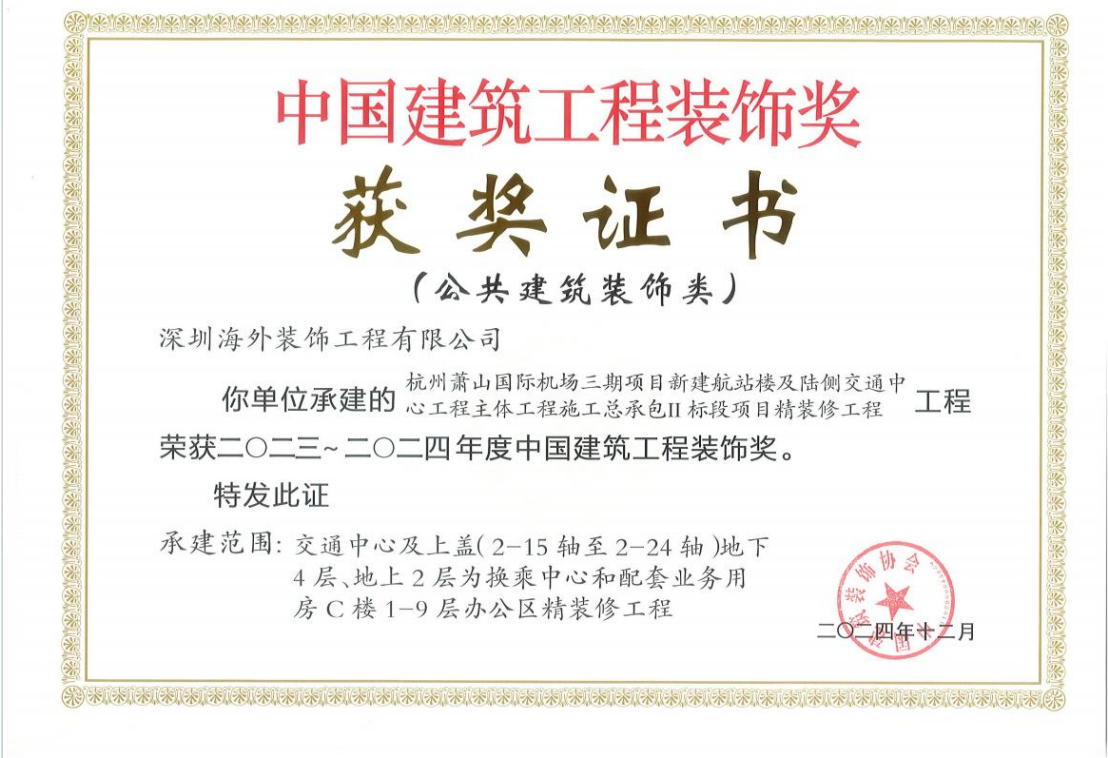 中国建筑工程装饰奖
获奖证书
(公共建筑装饰类)
深圳海外装饰工程有限公司
你单位承建的 杭州萧山国际机场三期项目新建航站楼及陆侧交通中
心工程主体工程施工总承包II标段项目精装修工程 工程
荣获二〇二三~二〇二四年度中国建筑工程装饰奖。
特发此证
承建范围: 交通中心及上盖(2-15轴至2-24轴)地下
4层、地上2层为换乘中心和配套业务用
房C楼1-9层办公区精装修工程
中国建筑装饰协会
二〇二四年十二月